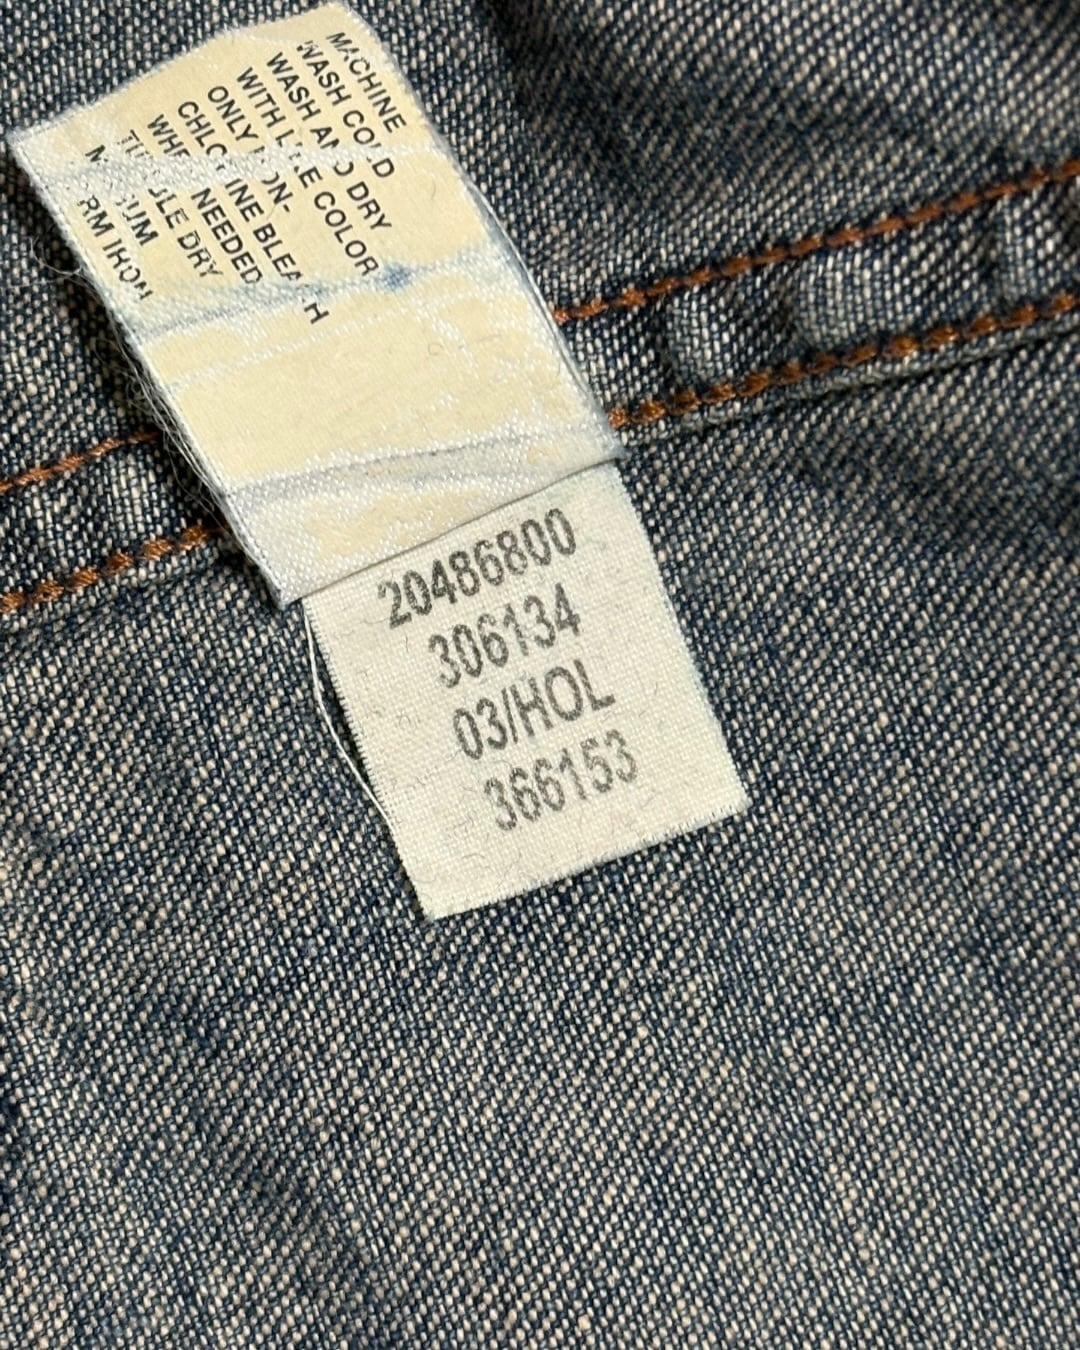 MACHINE
WASH COLD
WASH AND DRY
WITH LIKE COLOR
ONLY NON-
CHLORINE BLEACH
WHEN NEEDED
TUMBLE DRY
MEDIUM
WARM IRON
20486800
306134
03/HOL
366153